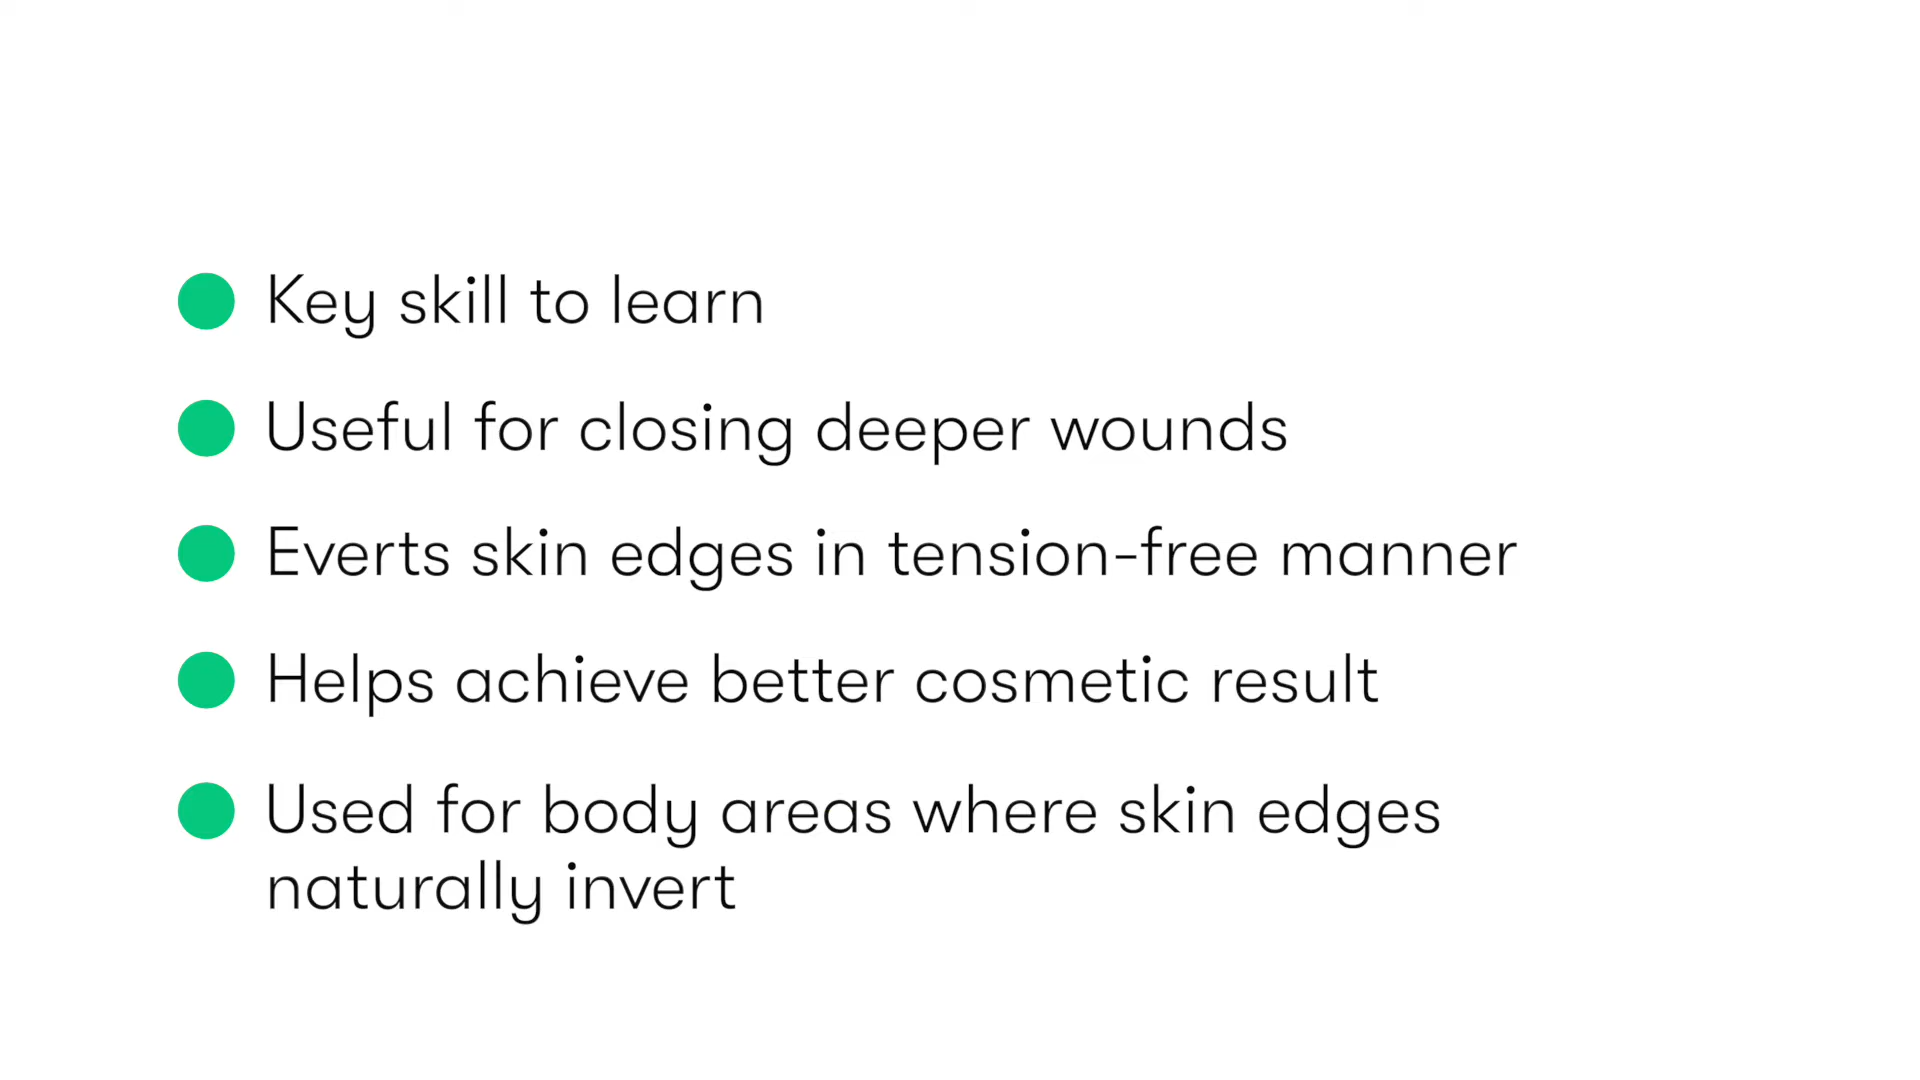 Key skill to learn
Useful for closing deeper wounds
Everts skin edges in tension-free manner
Helps achieve better cosmetic result
Used for body areas where skin edges
naturally invert